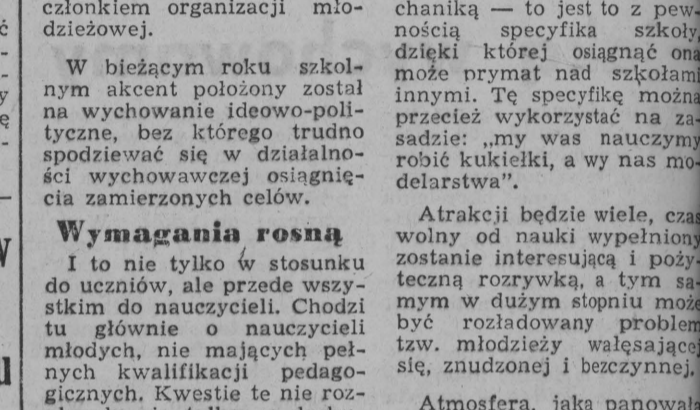 członkiem organizacji mło-
dzieżowej.
W bieżącym roku szkol-
nym akcent położony został
na wychowanie ideowo-poli-
tyczne, bez którego trudno
spodziewać się w działalno-
ści wychowawczej osiągnię-
cia zamierzonych celów.
Wymagania rosną
I to nie tylko w stosunku
do uczniów, ale przede wszy-
stkim do nauczycieli. Chodzi
tu głównie o nauczycieli
młodych, nie mających peł-
nych kwalifikacji pedago-
gicznych. Kwestie te nie roz-
chaniką — to jest to z pew-
nością specyfika szkoły,
dzięki której osiągnąć ona
może prymat nad szkołami
innymi. Tę specyfikę można
przecież wykorzystać na za-
sadzie: „my was nauczymy
robić kukiełki, a wy nas mo-
delarstwa”.
Atrakcji będzie wiele, czas
wolny od nauki wypełniony
zostanie interesującą i poży-
teczną rozrywką, a tym sa-
mym w dużym stopniu może
być rozładowany problem
tzw. młodzieży wałęsającej
się, znudzonej i bezczynnej.
Atmosfera, jaka panowała